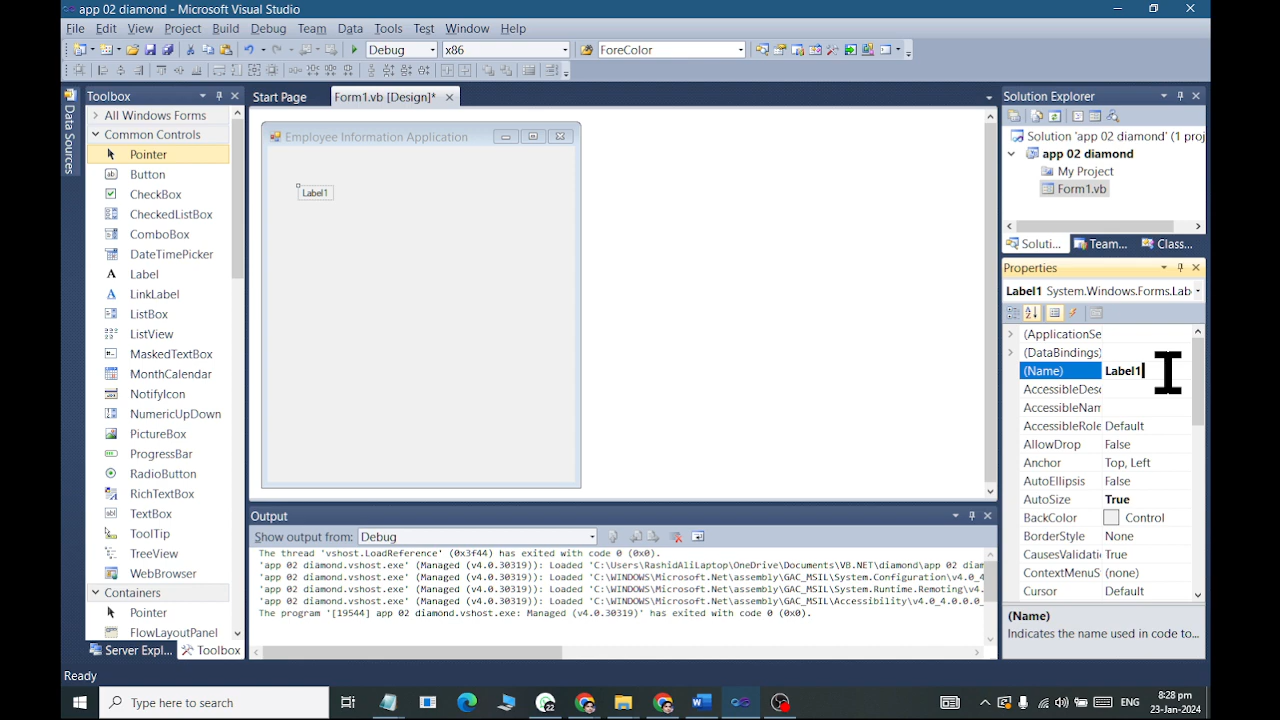 app 02 diamond - Microsoft Visual Studio
File Edit View Project Build Debug Team Data Tools Test Window Help
Debug x86 ForeColor
Toolbox
Start Page Form1.vb [Design]*
Solution Explorer
Data Sources
All Windows Forms
Common Controls
Pointer
Button
CheckBox
CheckedListBox
ComboBox
DateTimePicker
Label
LinkLabel
ListBox
ListView
MaskedTextBox
MonthCalendar
NotifyIcon
NumericUpDown
PictureBox
ProgressBar
RadioButton
RichTextBox
TextBox
ToolTip
TreeView
WebBrowser
Containers
Pointer
FlowLayoutPanel
Server Expl... Toolbox
Employee Information Application
Label1
Solution 'app 02 diamond' (1 proj
app 02 diamond
My Project
Form1.vb
Soluti... Team... Class...
Properties
Label1 System.Windows.Forms.Lab
(ApplicationSe
(DataBindings)
(Name) Label1
AccessibleDesc
AccessibleNam
AccessibleRole Default
AllowDrop False
Anchor Top, Left
AutoEllipsis False
AutoSize True
BackColor Control
BorderStyle None
CausesValidatio True
ContextMenuS (none)
Cursor Default
(Name)
Indicates the name used in code to...
Output
Show output from: Debug
The thread 'vshost.LoadReference' (0x3f44) has exited with code 0 (0x0).
'app 02 diamond.vshost.exe' (Managed (v4.0.30319)): Loaded 'C:\Users\RashidAliLaptop\OneDrive\Documents\VB.NET\diamond\app 02 diam
'app 02 diamond.vshost.exe' (Managed (v4.0.30319)): Loaded 'C:\WINDOWS\Microsoft.Net\assembly\GAC_MSIL\System.Configuration\v4.0_4
'app 02 diamond.vshost.exe' (Managed (v4.0.30319)): Loaded 'C:\WINDOWS\Microsoft.Net\assembly\GAC_MSIL\System.Runtime.Remoting\v4.
'app 02 diamond.vshost.exe' (Managed (v4.0.30319)): Loaded 'C:\WINDOWS\Microsoft.Net\assembly\GAC_MSIL\Accessibility\v4.0_4.0.0.0_
The program '[19544] app 02 diamond.vshost.exe: Managed (v4.0.30319)' has exited with code 0 (0x0).
Ready
Type here to search
ENG
8:28 pm
23-Jan-2024